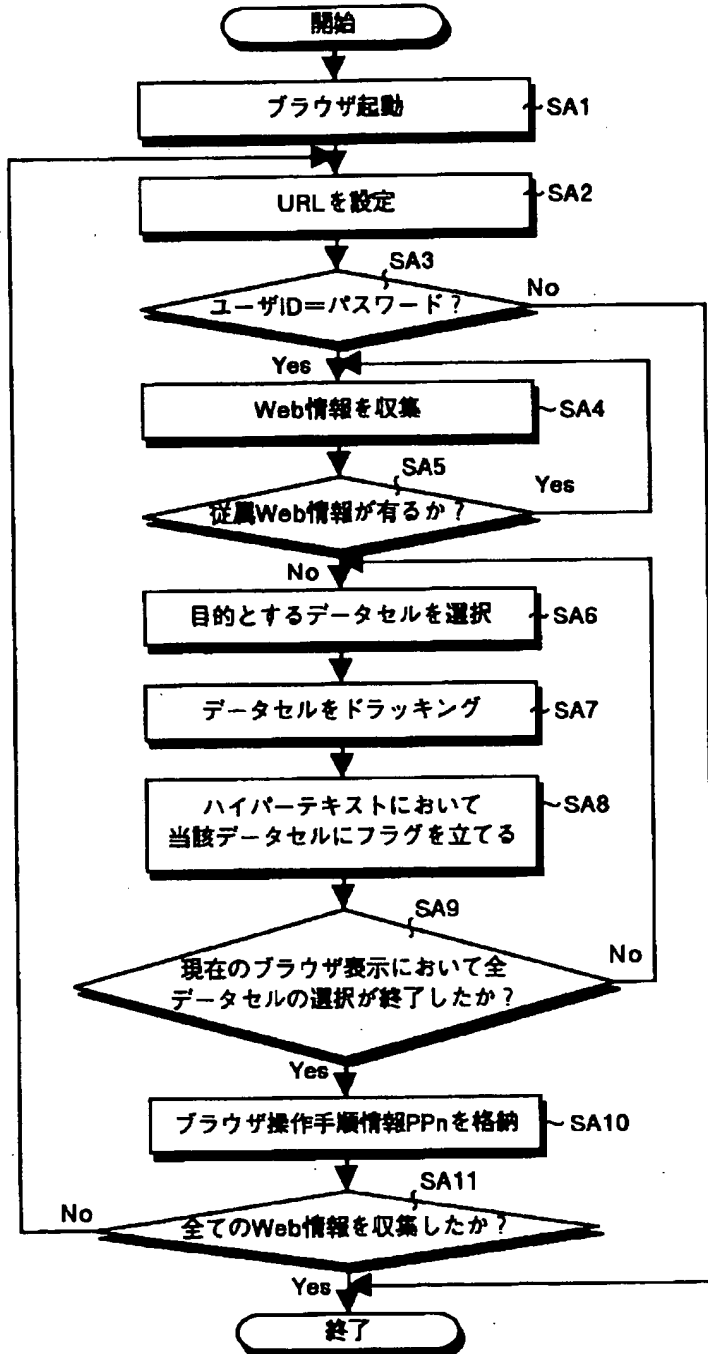 開始
ブラウザ起動
SA1
URLを設定
SA2
SA3
ユーザID=パスワード?
No
Yes
Web情報を収集
SA4
SA5
従属Web情報が有るか?
Yes
No
目的とするデータセルを選択
SA6
データセルをドラッキング
SA7
ハイパーテキストにおいて
当該データセルにフラグを立てる
SA8
SA9
現在のブラウザ表示において全
データセルの選択が終了したか?
No
Yes
ブラウザ操作手順情報PPnを格納
SA10
SA11
全てのWeb情報を収集したか?
No
Yes
終了